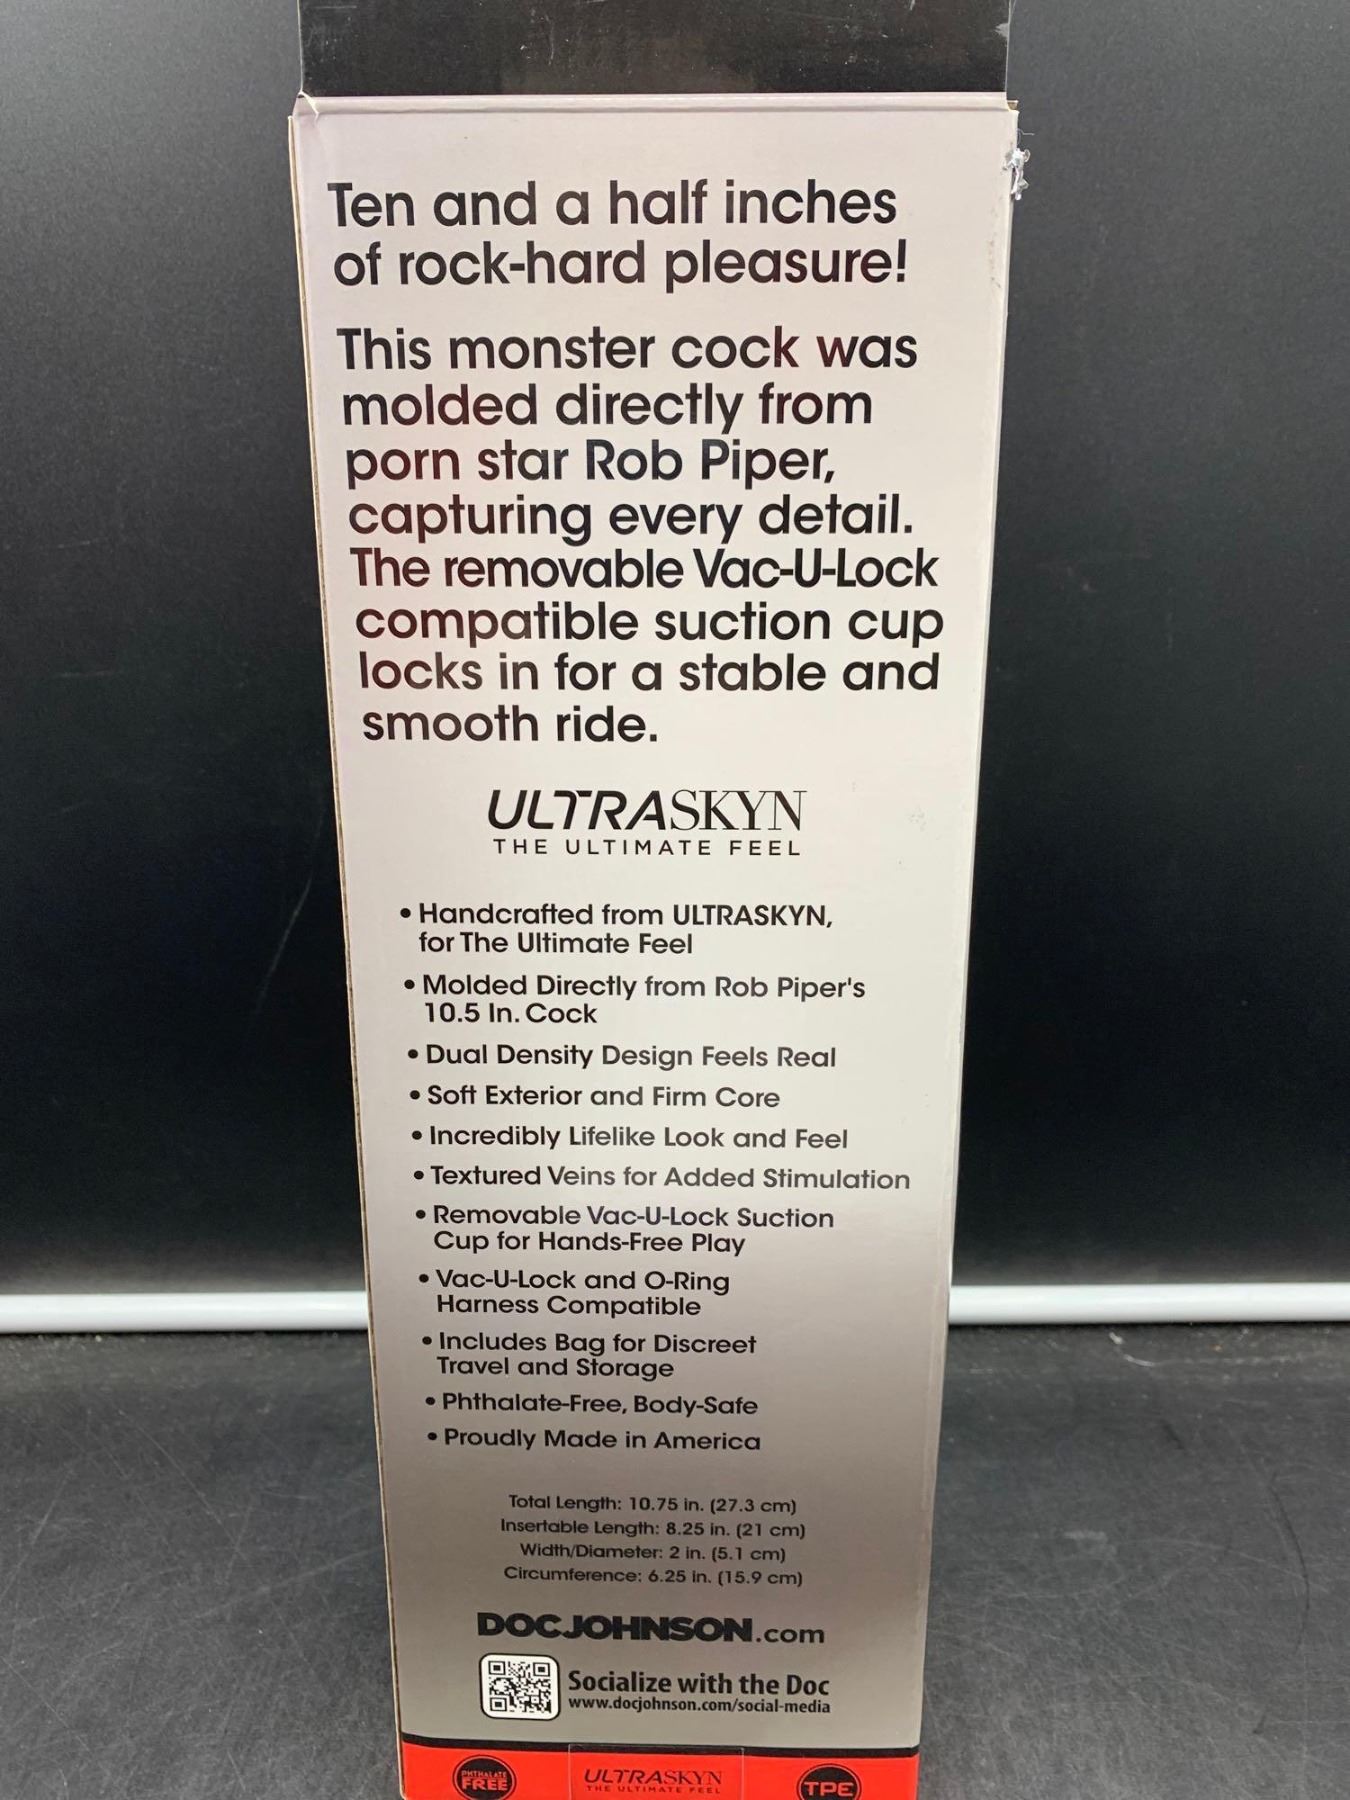 Ten and a half inches
of rock-hard pleasure!
This monster cock was
molded directly from
porn star Rob Piper,
capturing every detail.
The removable Vac-U-Lock
compatible suction cup
locks in for a stable and
smooth ride.
ULTRASKYN
THE ULTIMATE FEEL
• Handcrafted from ULTRASKYN,
for The Ultimate Feel
• Molded Directly from Rob Piper's
10.5 In. Cock
• Dual Density Design Feels Real
• Soft Exterior and Firm Core
• Incredibly Lifelike Look and Feel
• Textured Veins for Added Stimulation
• Removable Vac-U-Lock Suction
Cup for Hands-Free Play
• Vac-U-Lock and O-Ring
Harness Compatible
• Includes Bag for Discreet
Travel and Storage
• Phthalate-Free, Body-Safe
• Proudly Made in America
Total Length: 10.75 in. (27.3 cm)
Insertable Length: 8.25 in. (21 cm)
Width/Diameter: 2 in. (5.1 cm)
Circumference: 6.25 in. (15.9 cm)
DOCJOHNSON.com
Socialize with the Doc
www.docjohnson.com/social-media
PHTHALATE
FREE
ULTRASKYN
THE ULTIMATE FEEL
TPE